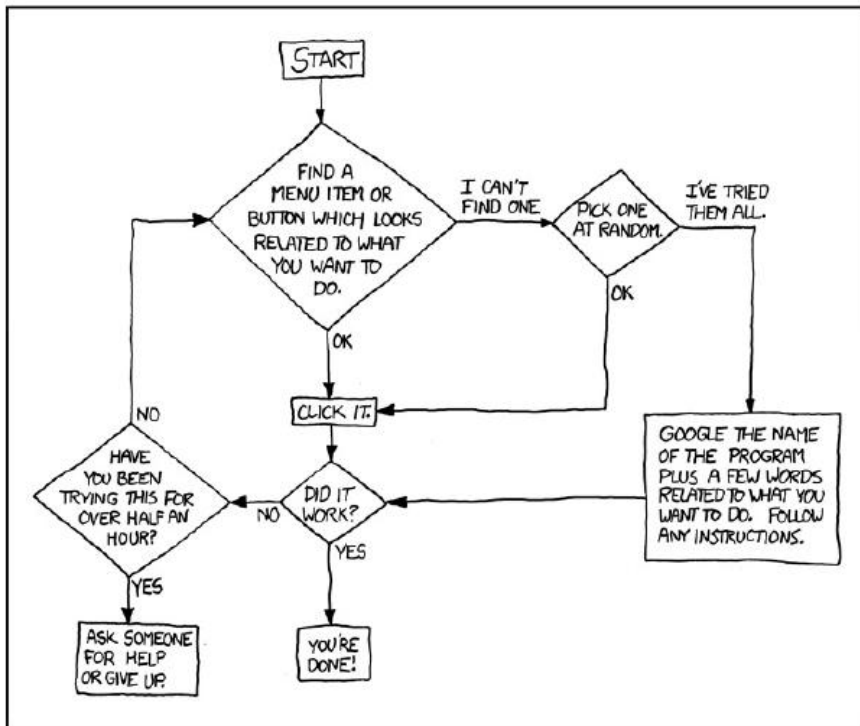 START
FIND A
MENU ITEM OR
BUTTON WHICH LOOKS
RELATED TO WHAT
YOU WANT TO
DO.
I CAN'T
FIND ONE
PICK ONE
AT RANDOM.
I'VE TRIED
THEM ALL.
OK
OK
CLICK IT.
NO
HAVE
YOU BEEN
TRYING THIS FOR
OVER HALF AN
HOUR?
NO
DID IT
WORK?
GOOGLE THE NAME
OF THE PROGRAM
PLUS A FEW WORDS
RELATED TO WHAT YOU
WANT TO DO. FOLLOW
ANY INSTRUCTIONS.
YES
YES
ASK SOMEONE
FOR HELP
OR GIVE UP.
YOU'RE
DONE!